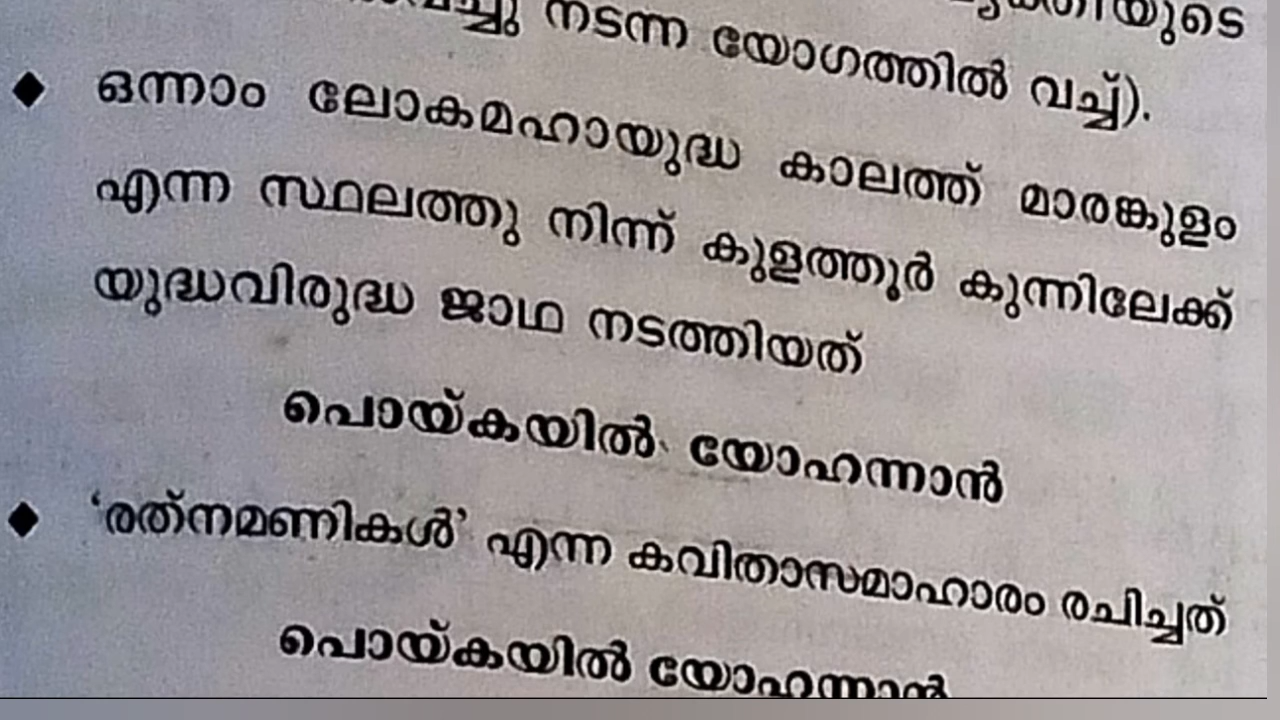 നടന്ന യോഗത്തിൽ വച്ച്).
◆ ഒന്നാം ലോകമഹായുദ്ധ കാലത്ത് മാരങ്കുളം
എന്ന സ്ഥലത്തു നിന്ന് കുളത്തൂർ കുന്നിലേക്ക്
യുദ്ധവിരുദ്ധ ജാഥ നടത്തിയത്
പൊയ്കയിൽ യോഹന്നാൻ
◆ ‘രത്‌നമണികൾ’ എന്ന കവിതാസമാഹാരം രചിച്ചത്
പൊയ്കയിൽ യോഹന്നാൻ